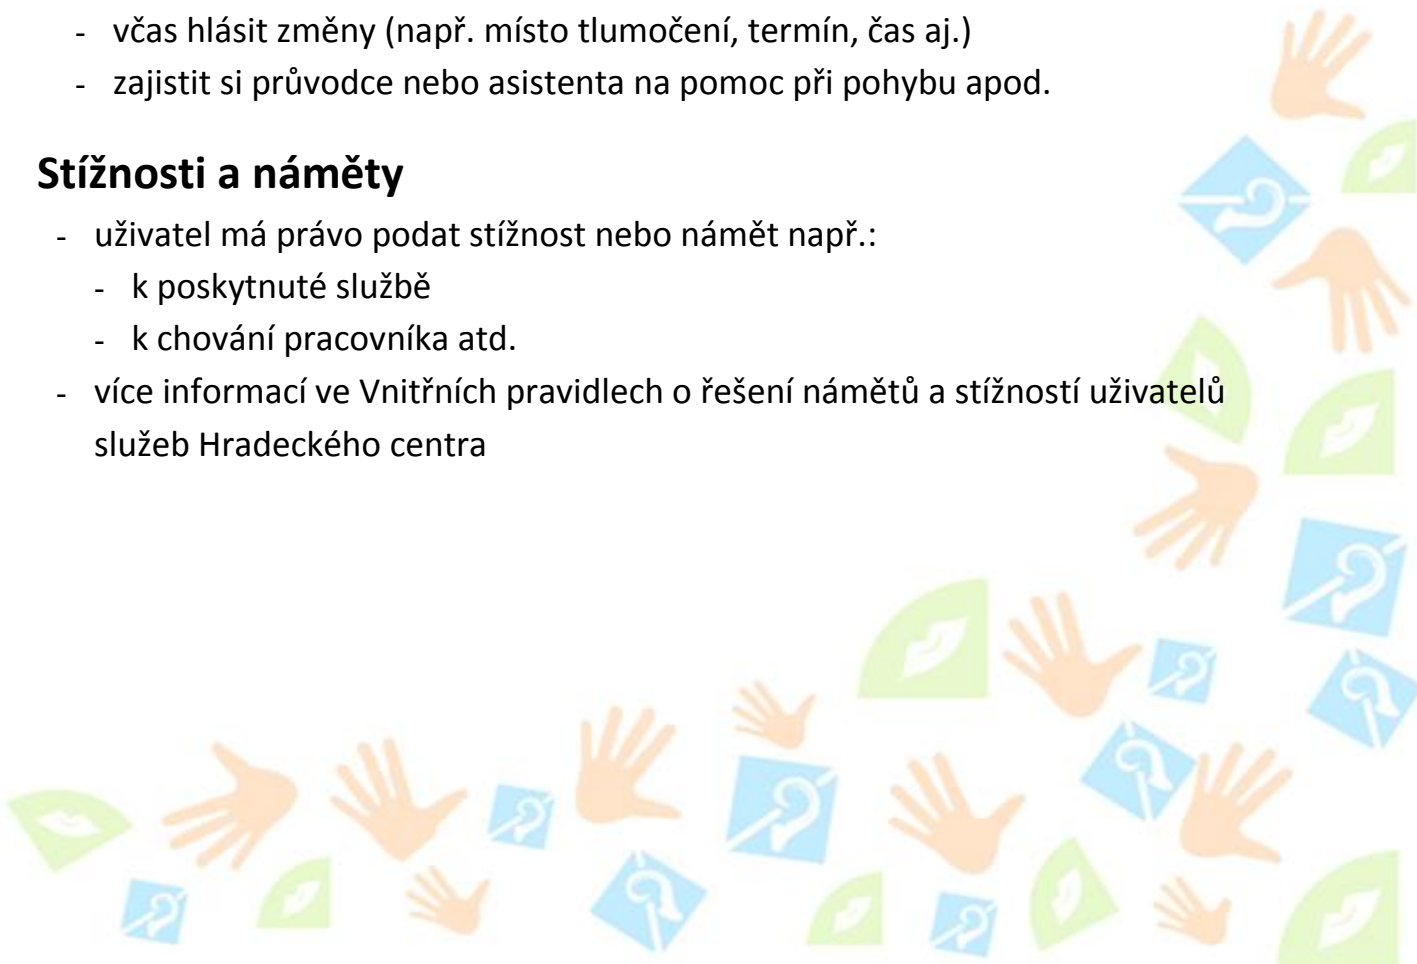 - včas hlásit změny (např. místo tlumočení, termín, čas aj.)
- zajistit si průvodce nebo asistenta na pomoc při pohybu apod.
Stížnosti a náměty
- uživatel má právo podat stížnost nebo námět např.:
- k poskytnuté službě
- k chování pracovníka atd.
- více informací ve Vnitřních pravidlech o řešení námětů a stížností uživatelů
služeb Hradeckého centra